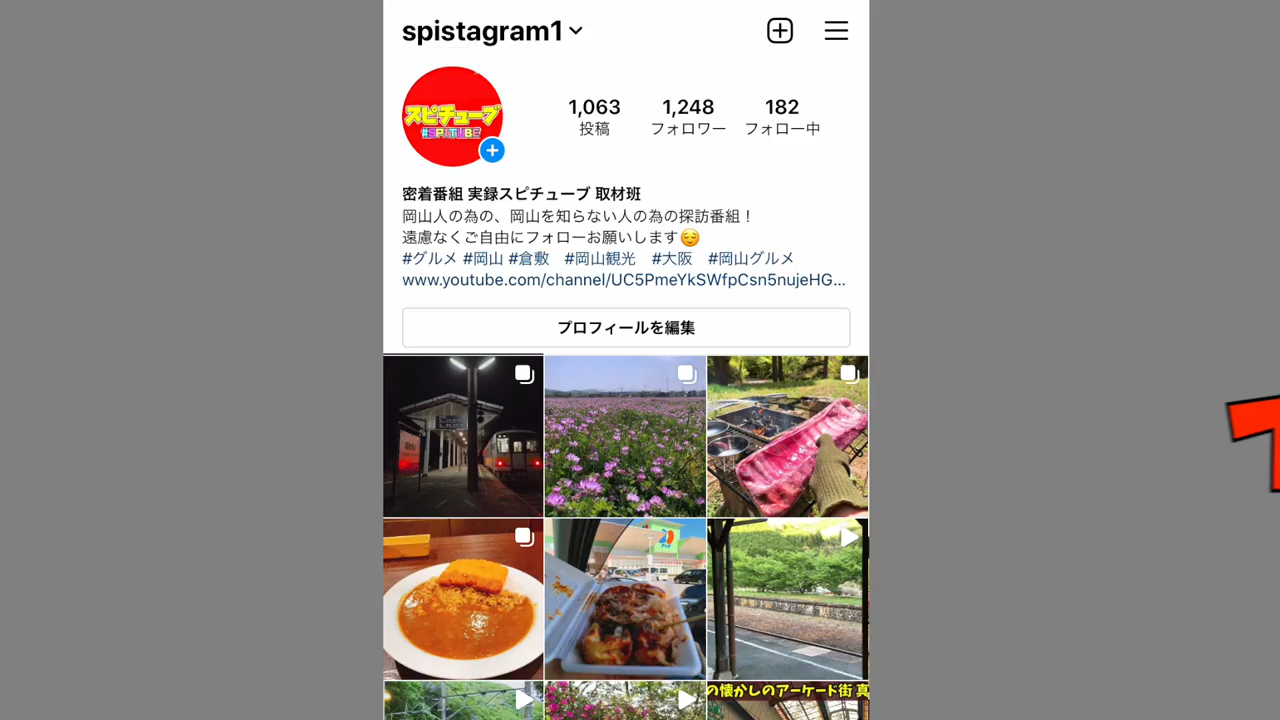 spistagram1
スピチューブ
#SPITUBE
1,063
1,248
182
投稿
フォロワー
フォロー中
密着番組 実録スピチューブ 取材班
岡山人の為の、岡山を知らない人の為の探訪番組！
遠慮なくご自由にフォローお願いします😌
#グルメ #岡山 #倉敷　#岡山観光　#大阪　#岡山グルメ
www.youtube.com/channel/UC5PmeYkSWfpCsn5nujeHG...
プロフィールを編集
の懐かしのアーケード街 真